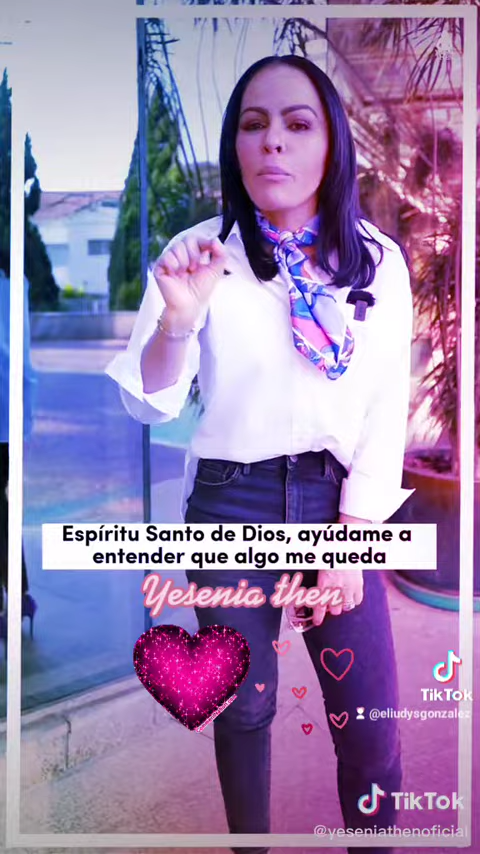 Espíritu Santo de Dios, ayúdame a
entender que algo me queda
Yesenia then
TikTok
@eliudysgonzalez
TikTok
@yeseniathenoficial